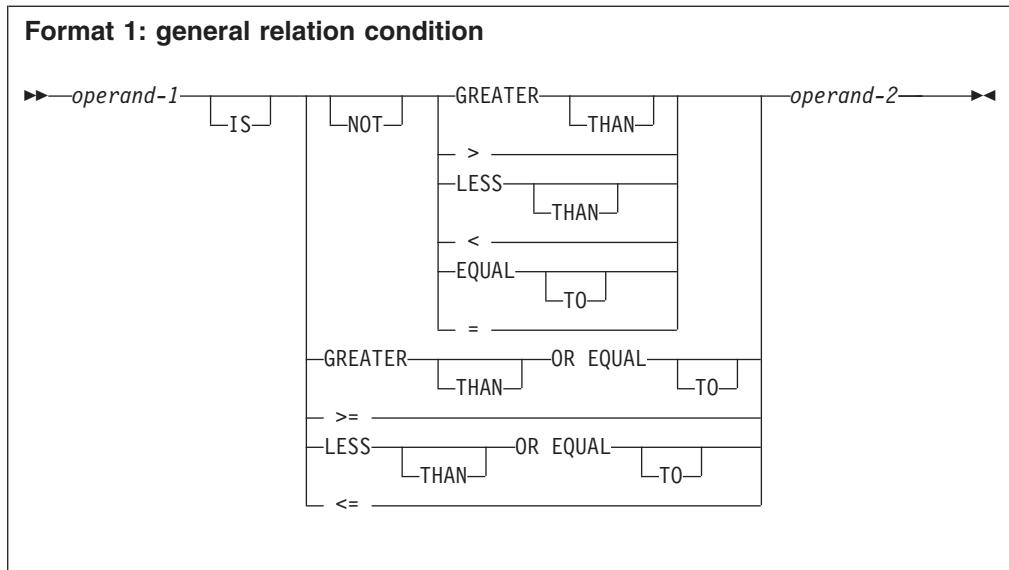 Format 1: general relation condition
operand-1 GREATER operand-2
IS NOT THAN
>
LESS
THAN
<
EQUAL
TO
=
GREATER OR EQUAL
THAN TO
>=
LESS OR EQUAL
THAN TO
<=